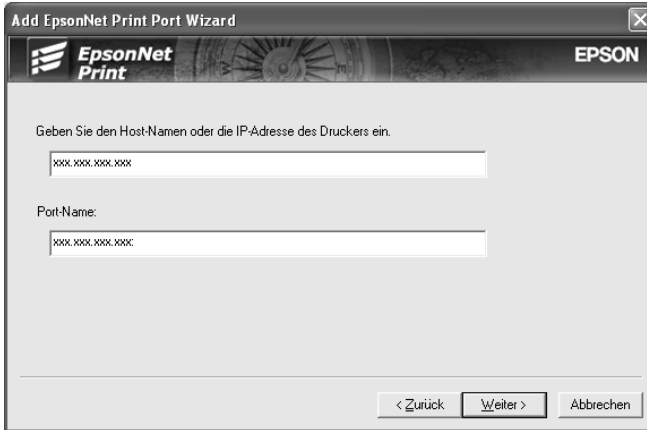 Add EpsonNet Print Port Wizard
EpsonNet
Print
EPSON
Geben Sie den Host-Namen oder die IP-Adresse des Druckers ein.
xxx.xxx.xxx.xxx
Port-Name:
xxx.xxx.xxx.xxx:
< Zurück
Weiter >
Abbrechen